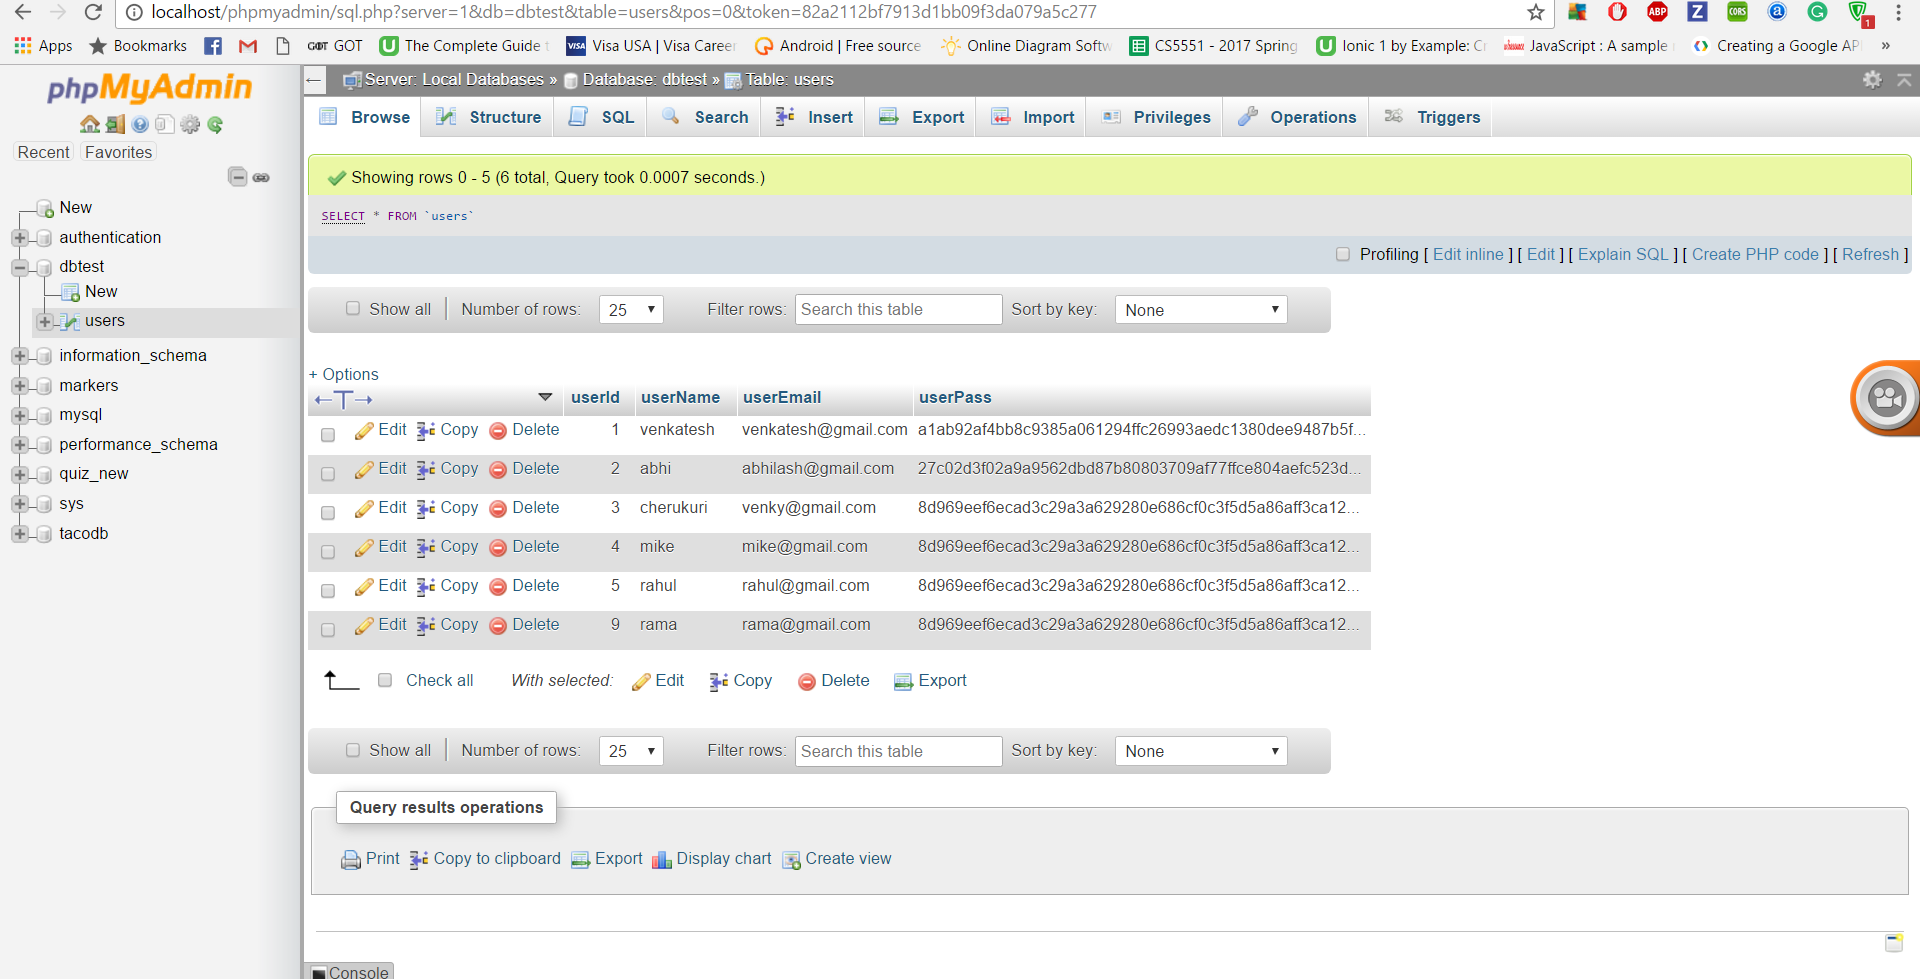 localhost/phpmyadmin/sql.php?server=1&db=dbtest&table=users&pos=0&token=82a2112bf7913d1bb09f3da079a5c277
ABP Z CORS a G 1
Apps Bookmarks GOT GOT The Complete Guide t VISA Visa USA | Visa Career Android | Free source Online Diagram Softw CS5551 - 2017 Spring Ionic 1 by Example: Cr JavaScript : A sample Creating a Google AP »
phpMyAdmin
Recent Favorites
New
authentication
dbtest
New
users
information_schema
markers
mysql
performance_schema
quiz_new
sys
tacodb
Server: Local Databases » Database: dbtest » Table: users
Browse Structure SQL Search Insert Export Import Privileges Operations Triggers
Showing rows 0 - 5 (6 total, Query took 0.0007 seconds.)
SELECT * FROM `users`
Profiling [ Edit inline ] [ Edit ] [ Explain SQL ] [ Create PHP code ] [ Refresh ]
Show all Number of rows: 25 Filter rows: Search this table Sort by key: None
+ Options
←T→ userId userName userEmail userPass
Edit Copy Delete 1 venkatesh venkatesh@gmail.com a1ab92af4bb8c9385a061294ffc26993aedc1380dee9487b5f...
Edit Copy Delete 2 abhi abhilash@gmail.com 27c02d3f02a9a9562dbd87b80803709af77ffce804aefc523d...
Edit Copy Delete 3 cherukuri venky@gmail.com 8d969eef6ecad3c29a3a629280e686cf0c3f5d5a86aff3ca12...
Edit Copy Delete 4 mike mike@gmail.com 8d969eef6ecad3c29a3a629280e686cf0c3f5d5a86aff3ca12...
Edit Copy Delete 5 rahul rahul@gmail.com 8d969eef6ecad3c29a3a629280e686cf0c3f5d5a86aff3ca12...
Edit Copy Delete 9 rama rama@gmail.com 8d969eef6ecad3c29a3a629280e686cf0c3f5d5a86aff3ca12...
Check all With selected: Edit Copy Delete Export
Show all Number of rows: 25 Filter rows: Search this table Sort by key: None
Query results operations
Print Copy to clipboard Export Display chart Create view
Console